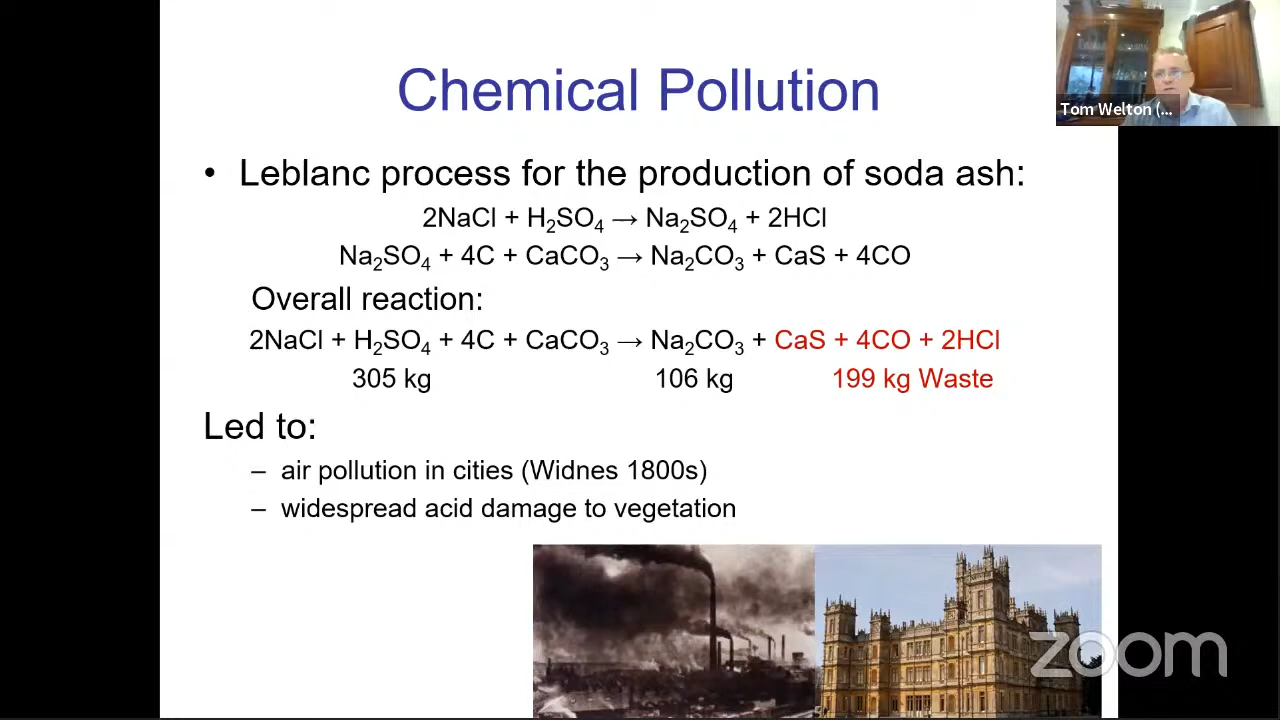 Chemical Pollution
Tom Welton (...
• Leblanc process for the production of soda ash:
2NaCl + H₂SO₄ → Na₂SO₄ + 2HCl
Na₂SO₄ + 4C + CaCO₃ → Na₂CO₃ + CaS + 4CO
Overall reaction:
2NaCl + H₂SO₄ + 4C + CaCO₃ → Na₂CO₃ + CaS + 4CO + 2HCl
305 kg 106 kg 199 kg Waste
Led to:
– air pollution in cities (Widnes 1800s)
– widespread acid damage to vegetation
zoom